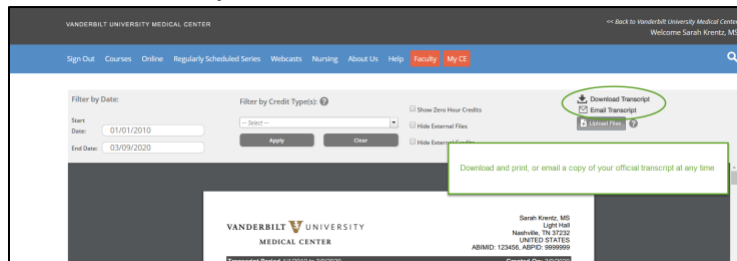 VANDERBILT UNIVERSITY MEDICAL CENTER
<< Back to Vanderbilt University Medical Center
Welcome Sarah Krentz, MS
Sign Out Courses Online Regularly Scheduled Series Webcasts Nursing About Us Help Faculty My CE
Filter by Date:
Start Date: 01/01/2010
End Date: 03/09/2020
Filter by Credit Type(s):
-- Select --
Apply Clear
Show Zero Hour Credits
Hide External Files
Hide External Credits
Download Transcript
Email Transcript
Upload Files
Download and print, or email a copy of your official transcript at any time
VANDERBILT UNIVERSITY
MEDICAL CENTER
Sarah Krentz, MS
Light Hall
Nashville, TN 37232
UNITED STATES
ABIMID: 123456, ABPID: 9999999